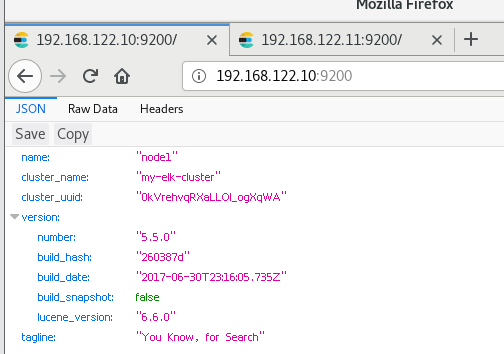 Mozilla Firefox
192.168.122.10:9200/
192.168.122.11:9200/
192.168.122.10:9200
JSON Raw Data Headers
Save Copy
name: "node1"
cluster_name: "my-elk-cluster"
cluster_uuid: "0kVrehvqRXaLLOI_ogXqWA"
version:
number: "5.5.0"
build_hash: "260387d"
build_date: "2017-06-30T23:16:05.735Z"
build_snapshot: false
lucene_version: "6.6.0"
tagline: "You Know, for Search"